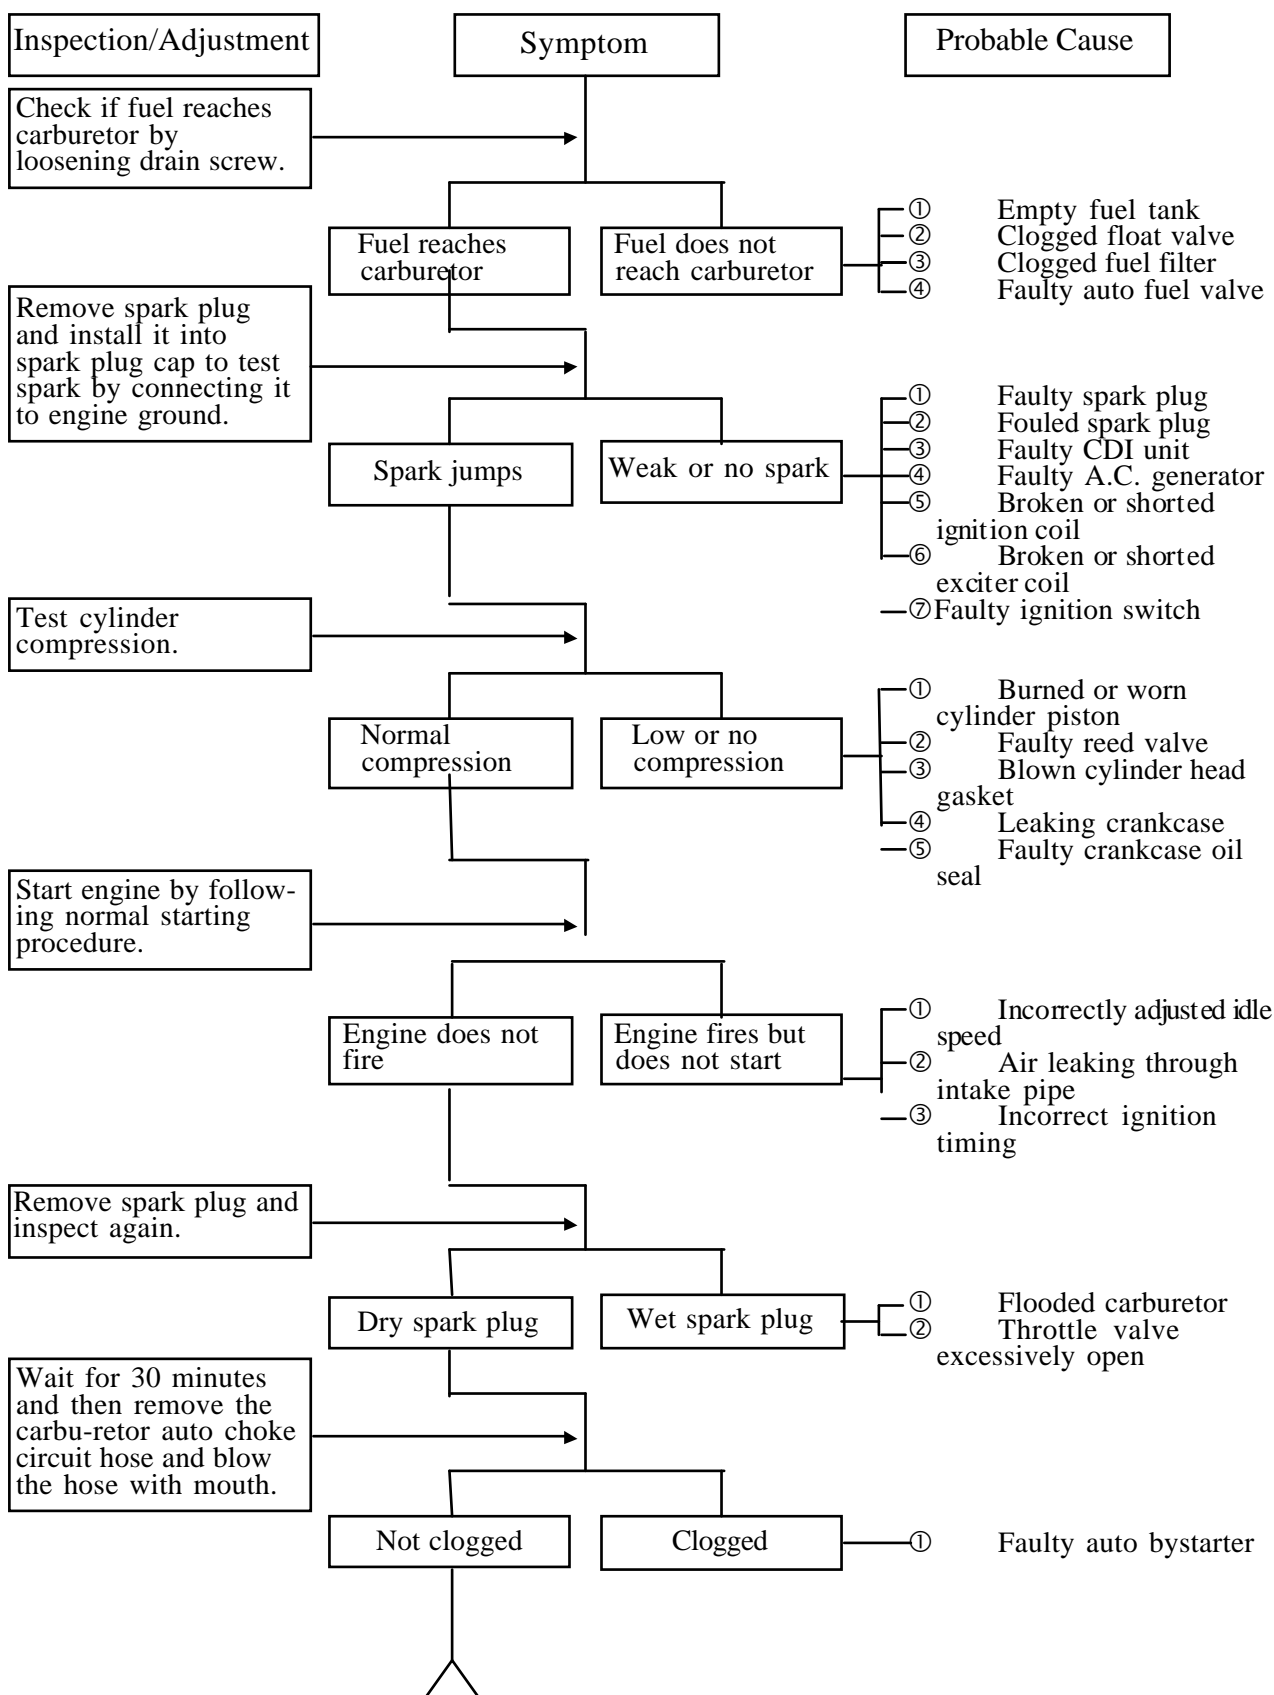 Inspection/Adjustment
Symptom
Probable Cause
Check if fuel reaches
carburetor by
loosening drain screw.
Fuel reaches
carburetor
Fuel does not
reach carburetor
① Empty fuel tank
② Clogged float valve
③ Clogged fuel filter
④ Faulty auto fuel valve
Remove spark plug
and install it into
spark plug cap to test
spark by connecting it
to engine ground.
Spark jumps
Weak or no spark
① Faulty spark plug
② Fouled spark plug
③ Faulty CDI unit
④ Faulty A.C. generator
⑤ Broken or shorted
ignition coil
⑥ Broken or shorted
exciter coil
⑦Faulty ignition switch
Test cylinder
compression.
Normal
compression
Low or no
compression
① Burned or worn
cylinder piston
② Faulty reed valve
③ Blown cylinder head
gasket
④ Leaking crankcase
⑤ Faulty crankcase oil
seal
Start engine by follow-
ing normal starting
procedure.
Engine does not
fire
Engine fires but
does not start
① Incorrectly adjusted idle
speed
② Air leaking through
intake pipe
③ Incorrect ignition
timing
Remove spark plug and
inspect again.
Dry spark plug
Wet spark plug
① Flooded carburetor
② Throttle valve
excessively open
Wait for 30 minutes
and then remove the
carbu-retor auto choke
circuit hose and blow
the hose with mouth.
Not clogged
Clogged
① Faulty auto bystarter